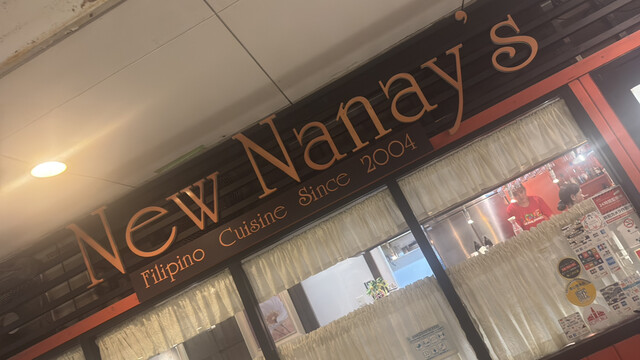 New Nanay's
Filipino Cuisine Since 2004